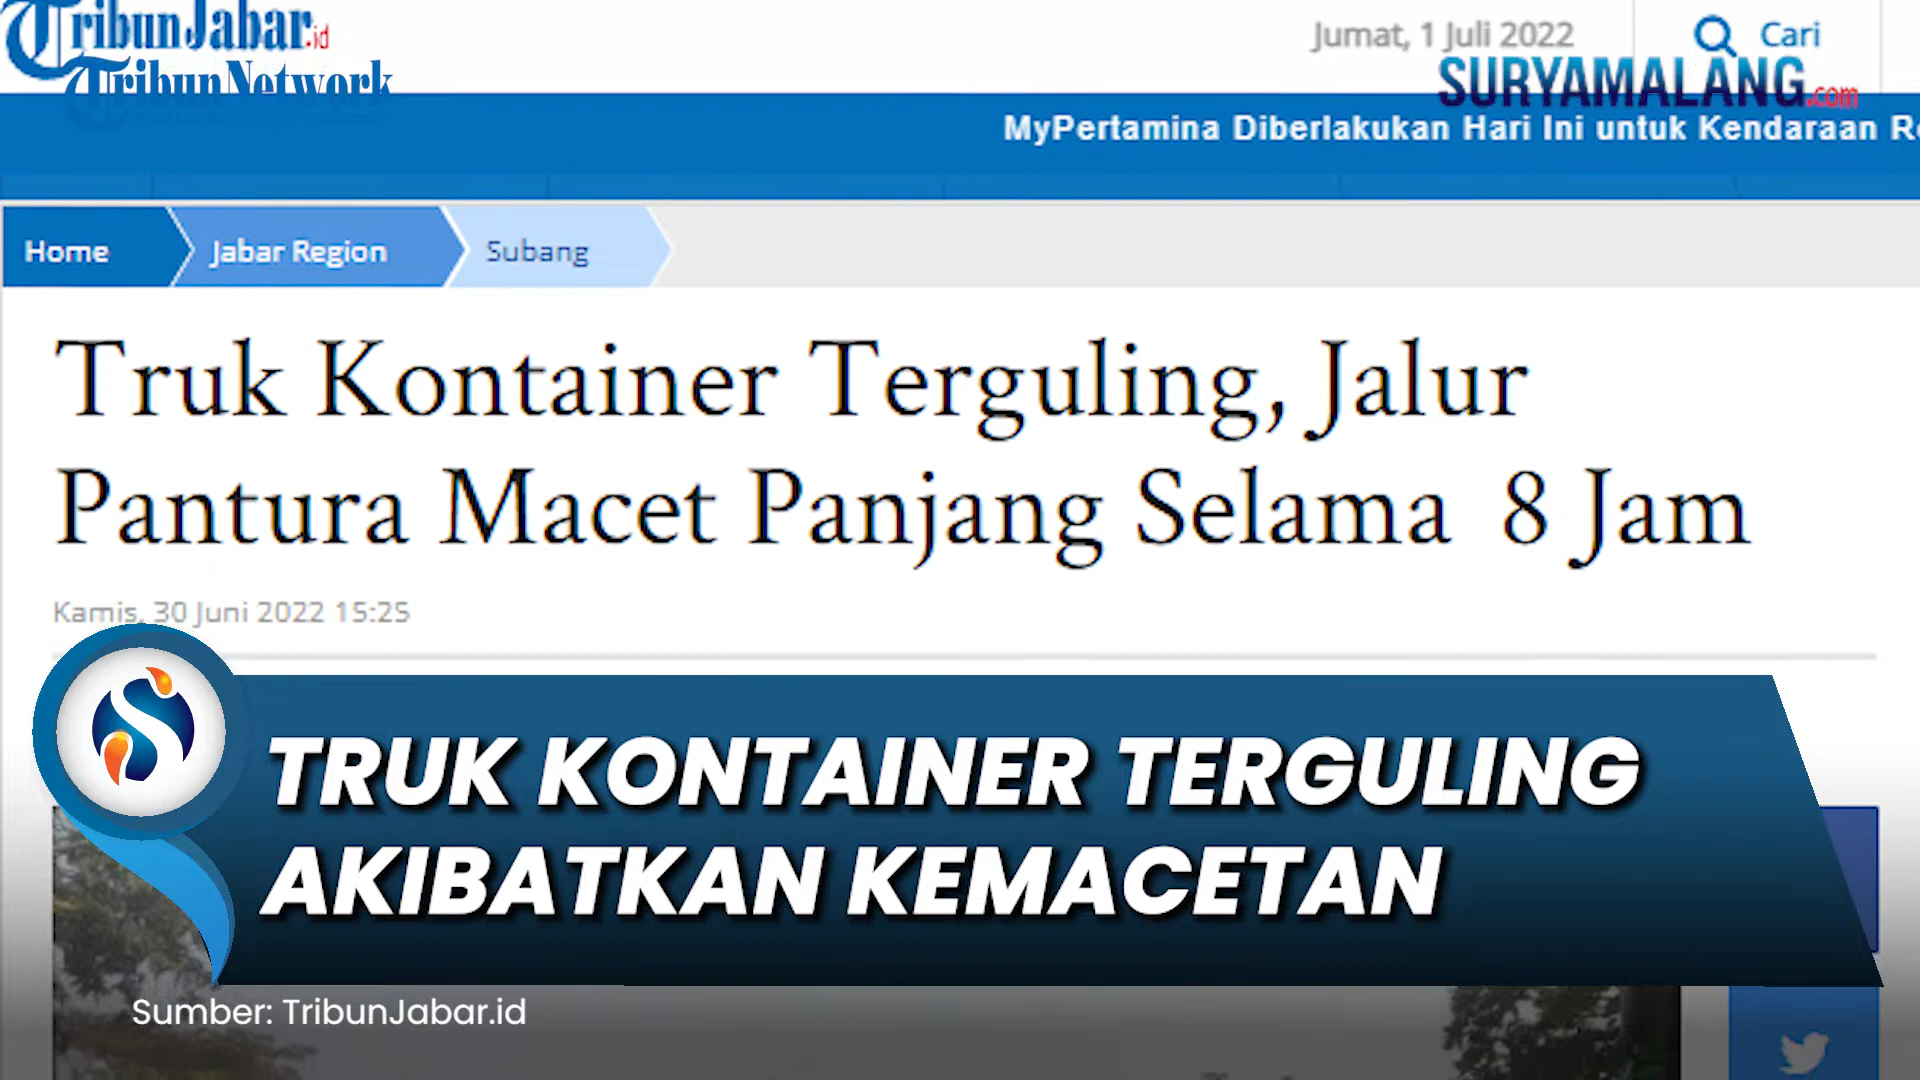 TribunJabar.id
TribunNetwork
Jumat, 1 Juli 2022
Cari
SURYAMALANG.com
MyPertamina Diberlakukan Hari Ini untuk Kendaraan
Home
Jabar Region
Subang
Truk Kontainer Terguling, Jalur
Pantura Macet Panjang Selama 8 Jam
Kamis, 30 Juni 2022 15:25
TRUK KONTAINER TERGULING
AKIBATKAN KEMACETAN
Sumber: TribunJabar.id